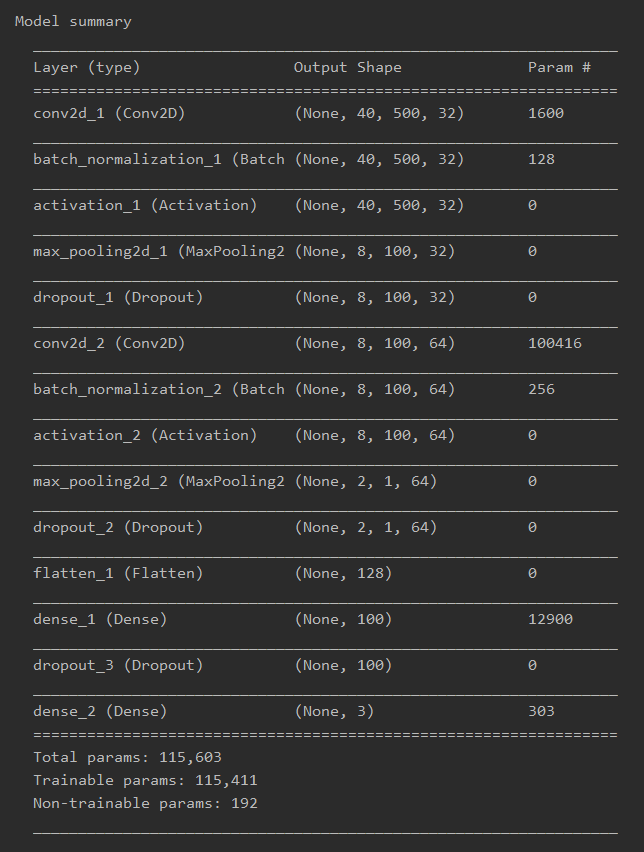 Model summary
_________________________________________________________________
Layer (type)                 Output Shape              Param #
=================================================================
conv2d_1 (Conv2D)            (None, 40, 500, 32)       1600
_________________________________________________________________
batch_normalization_1 (Batch (None, 40, 500, 32)       128
_________________________________________________________________
activation_1 (Activation)    (None, 40, 500, 32)       0
_________________________________________________________________
max_pooling2d_1 (MaxPooling2 (None, 8, 100, 32)        0
_________________________________________________________________
dropout_1 (Dropout)          (None, 8, 100, 32)        0
_________________________________________________________________
conv2d_2 (Conv2D)            (None, 8, 100, 64)        100416
_________________________________________________________________
batch_normalization_2 (Batch (None, 8, 100, 64)        256
_________________________________________________________________
activation_2 (Activation)    (None, 8, 100, 64)        0
_________________________________________________________________
max_pooling2d_2 (MaxPooling2 (None, 2, 1, 64)          0
_________________________________________________________________
dropout_2 (Dropout)          (None, 2, 1, 64)          0
_________________________________________________________________
flatten_1 (Flatten)          (None, 128)               0
_________________________________________________________________
dense_1 (Dense)              (None, 100)               12900
_________________________________________________________________
dropout_3 (Dropout)          (None, 100)               0
_________________________________________________________________
dense_2 (Dense)              (None, 3)                 303
=================================================================
Total params: 115,603
Trainable params: 115,411
Non-trainable params: 192
_________________________________________________________________